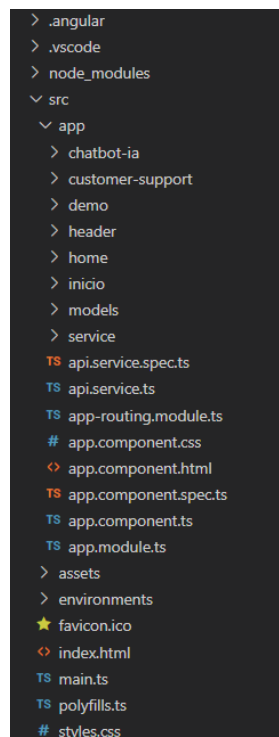 .angular
.vscode
node_modules
src
app
chatbot-ia
customer-support
demo
header
home
inicio
models
service
TS api.service.spec.ts
TS api.service.ts
TS app-routing.module.ts
# app.component.css
<> app.component.html
TS app.component.spec.ts
TS app.component.ts
TS app.module.ts
assets
environments
favicon.ico
<> index.html
TS main.ts
TS polyfills.ts
# styles.css